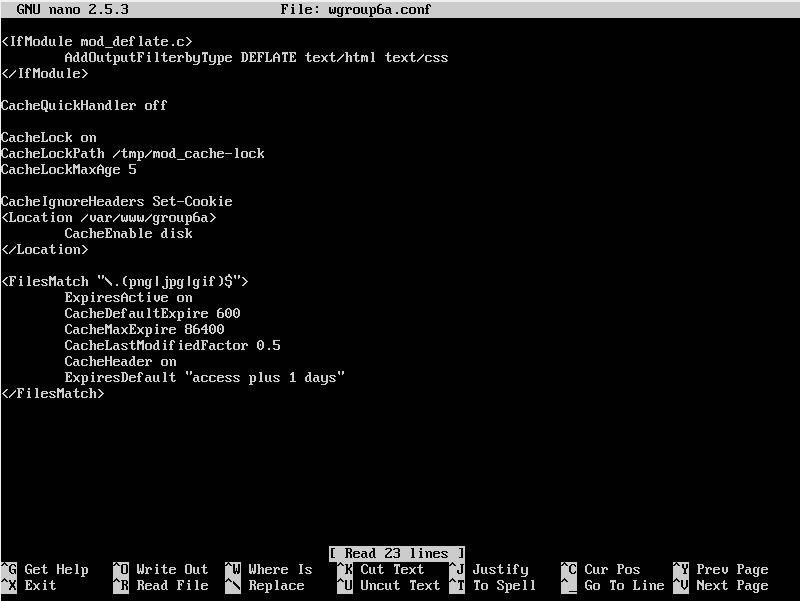 GNU nano 2.5.3 File: wgroup6a.conf
<IfModule mod_deflate.c>
AddOutputFilterbyType DEFLATE text/html text/css
</IfModule>
CacheQuickHandler off
CacheLock on
CacheLockPath /tmp/mod_cache-lock
CacheLockMaxAge 5
CacheIgnoreHeaders Set-Cookie
<Location /var/www/group6a>
CacheEnable disk
</Location>
<FilesMatch "\.(png|jpg|gif)$">
ExpiresActive on
CacheDefaultExpire 600
CacheMaxExpire 86400
CacheLastModifiedFactor 0.5
CacheHeader on
ExpiresDefault "access plus 1 days"
</FilesMatch>
[ Read 23 lines ]
^G Get Help ^O Write Out ^W Where Is ^K Cut Text ^J Justify ^C Cur Pos ^Y Prev Page
^X Exit ^R Read File ^\ Replace ^U Uncut Text ^T To Spell ^_ Go To Line ^V Next Page